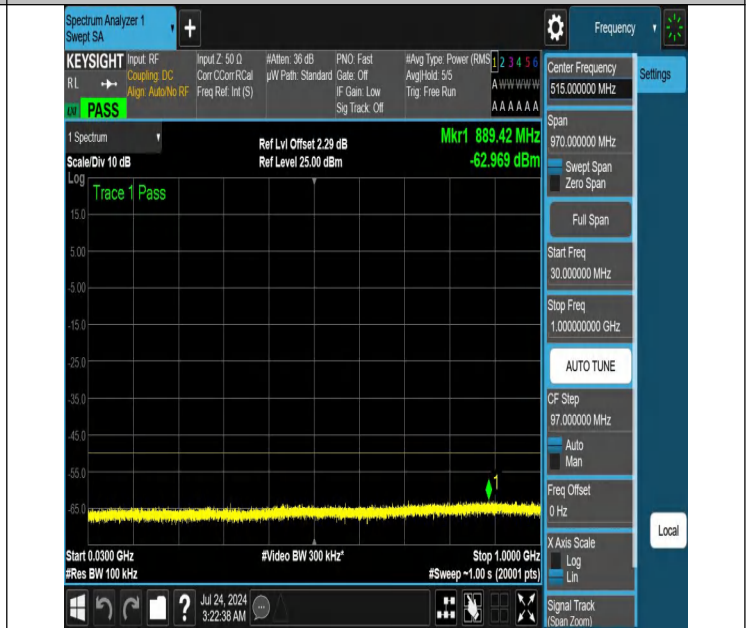 Spectrum Analyzer 1
Swept SA
Frequency
KEYSIGHT
RL
PASS
Input: RF
Coupling: DC
Align: Auto/No RF
Input Z: 50 Ω
Corr CCorr RCal
Freq Ref: Int (S)
#Atten: 36 dB
µW Path: Standard
PNO: Fast
Gate: Off
IF Gain: Low
Sig Track: Off
#Avg Type: Power (RMS
Avg|Hold: 5/5
Trig: Free Run
1 2 3 4 5 6
A W W W W W
A A A A A A
1 Spectrum
Scale/Div 10 dB
Ref Lvl Offset 2.29 dB
Ref Level 25.00 dBm
Mkr1 889.42 MHz
-62.969 dBm
Log
Trace 1 Pass
15.0
5.00
-5.00
-15.0
-25.0
-35.0
-45.0
-55.0
-65.0
1
Start 0.0300 GHz
#Res BW 100 kHz
#Video BW 300 kHz*
Stop 1.0000 GHz
#Sweep ~1.00 s (20001 pts)
Center Frequency
515.000000 MHz
Settings
Span
970.000000 MHz
Swept Span
Zero Span
Full Span
Start Freq
30.000000 MHz
Stop Freq
1.000000000 GHz
AUTO TUNE
CF Step
97.000000 MHz
Auto
Man
Freq Offset
0 Hz
X Axis Scale
Log
Lin
Signal Track
(Span Zoom)
Local
?
Jul 24, 2024
3:22:38 AM